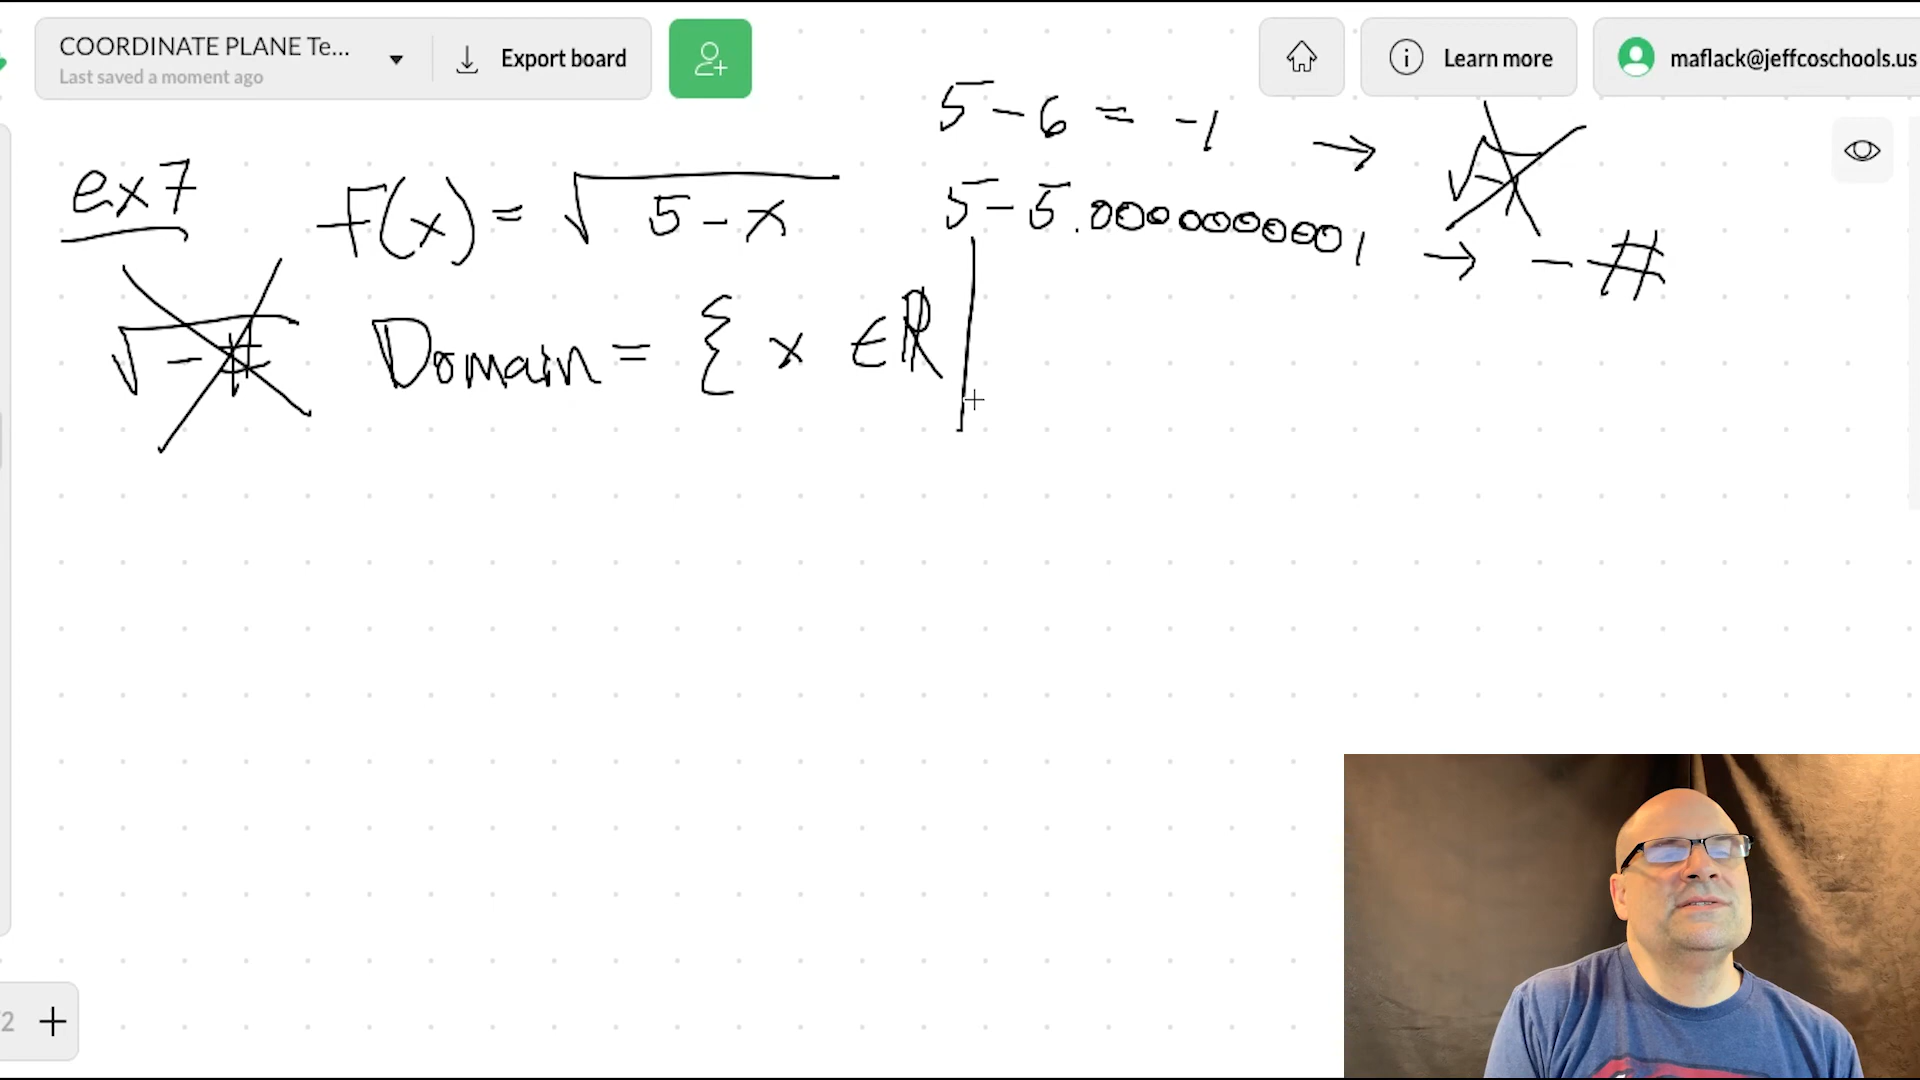 COORDINATE PLANE Te...
Last saved a moment ago
Export board
Learn more
maflack@jeffcoschools.us
5 - 6 = -1 → √-
ex7 f(x) = √5-x
5 - 5.0000000001 → - #
√-# Domain = { x ∈ ℝ |
2 +